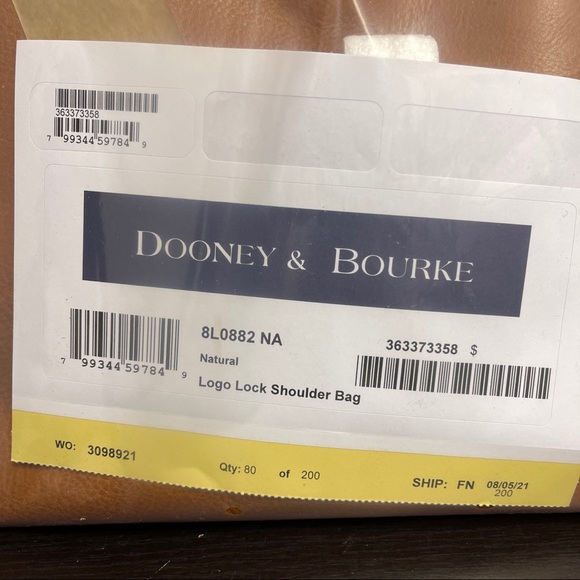 363373358
7 99344 59784 9
DOONEY & BOURKE
8L0882 NA
Natural
Logo Lock Shoulder Bag
7 99344 59784 9
363373358 $
WO: 3098921
Qty: 80 of 200
SHIP: FN 08/05/21
200